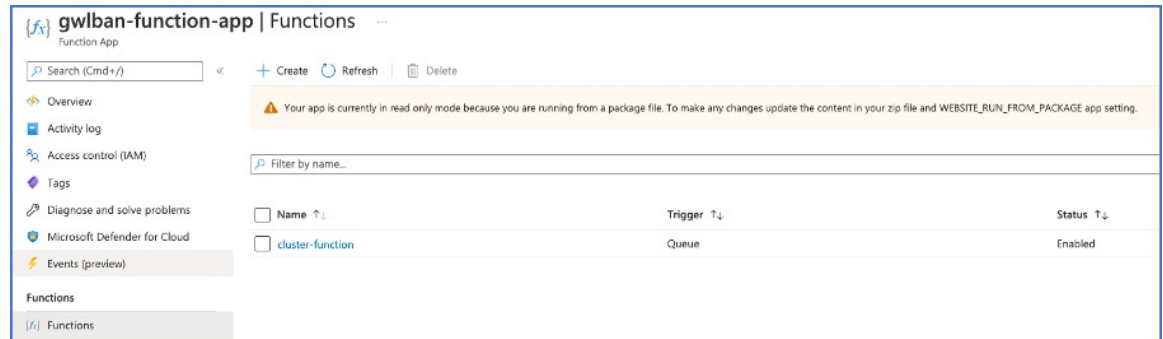 {fx} gwlban-function-app | Functions ...
Function App
Search (Cmd+/)
«
+ Create Refresh Delete
Overview
Activity log
Access control (IAM)
Tags
Diagnose and solve problems
Microsoft Defender for Cloud
Events (preview)
Functions
{fx} Functions
Your app is currently in read only mode because you are running from a package file. To make any changes update the content in your zip file and WEBSITE_RUN_FROM_PACKAGE app setting.
Filter by name...
Name ↑↓ Trigger ↑↓ Status ↑↓
cluster-function Queue Enabled